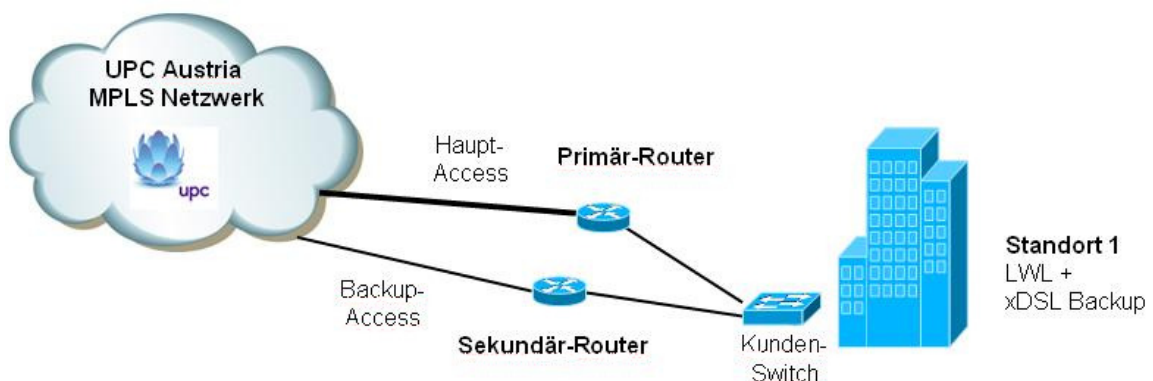 UPC Austria
MPLS Netzwerk
upc
Haupt-
Access
Primär-Router
Backup-
Access
Sekundär-Router
Kunden-
Switch
Standort 1
LWL +
xDSL Backup